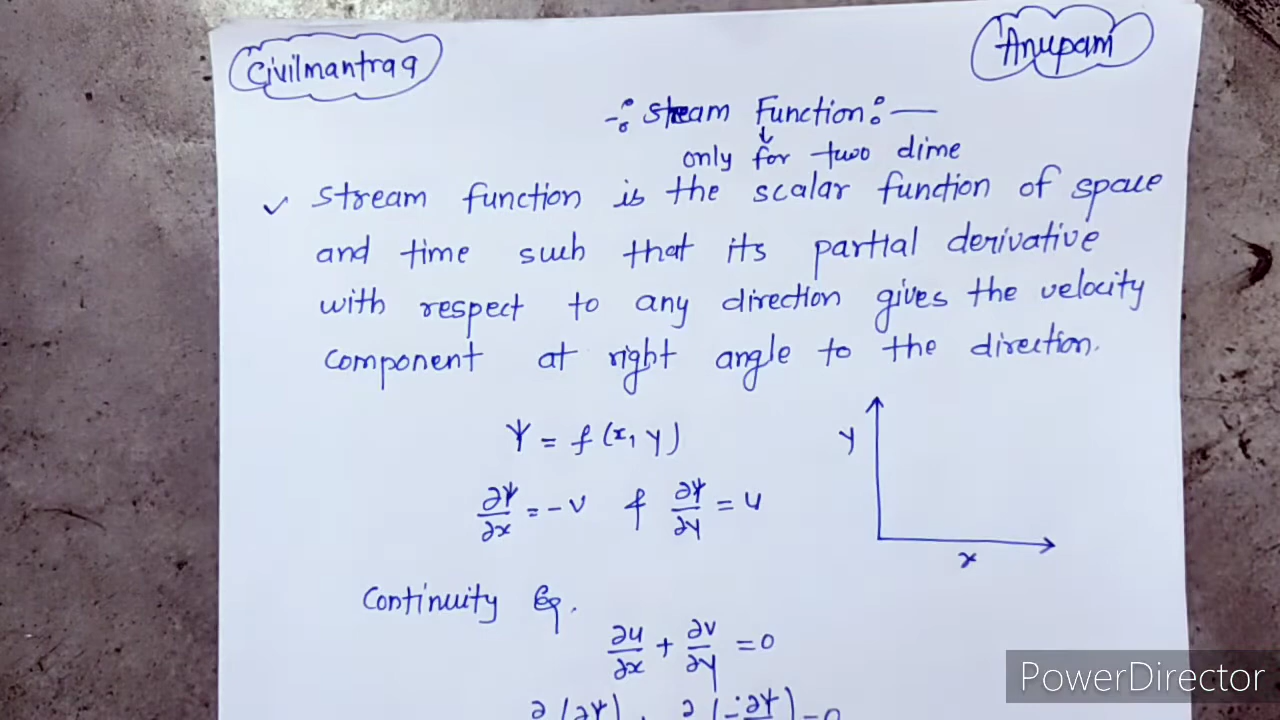 Civilmantra9
Anupam
-: Stream Function: —
↓
only for two dime
✓ Stream function is the scalar function of space
and time such that its partial derivative
with respect to any direction gives the velocity
component at right angle to the direction.
Ψ = f(x, y)
y
∂Ψ/∂x = -v & ∂Ψ/∂y = u
x
Continuity Eq.
∂u/∂x + ∂v/∂y = 0
PowerDirector